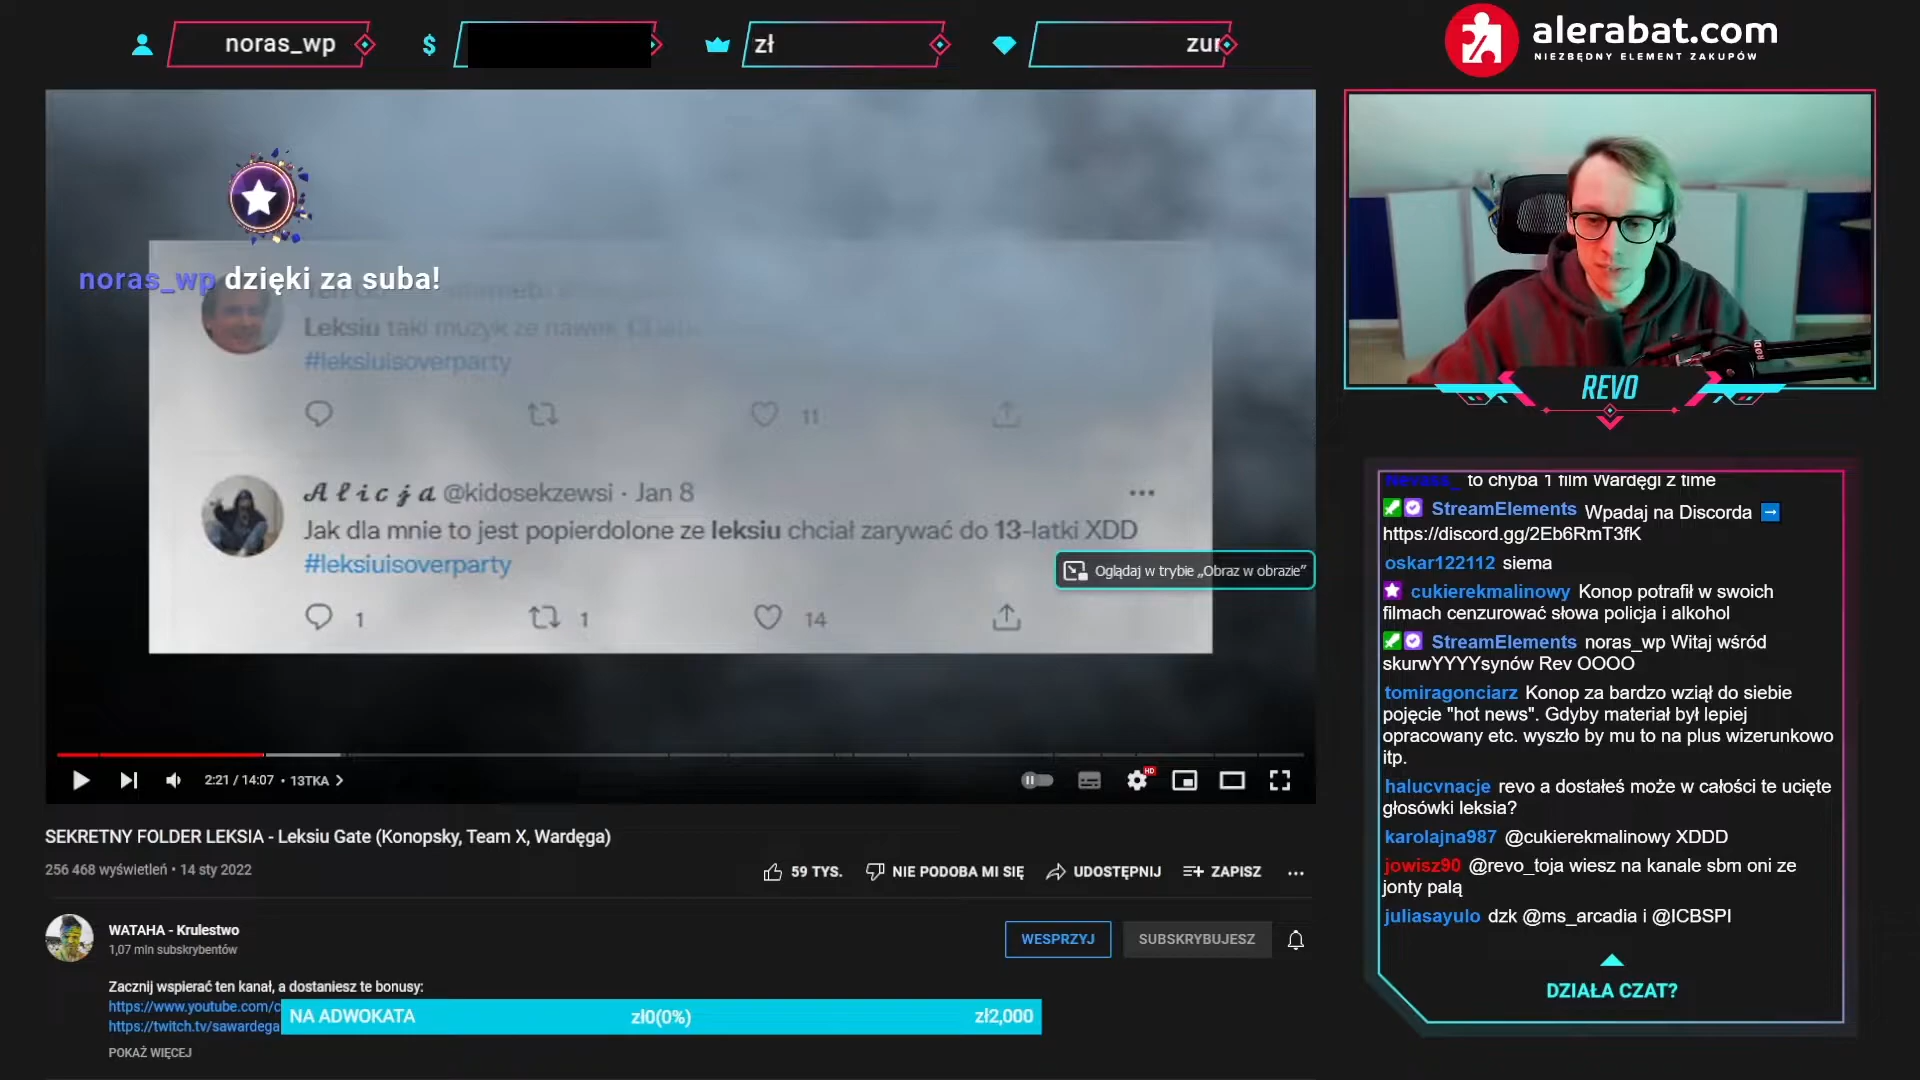 noras_wp
$
zł
alerabat.com
NIEZBĘDNY ELEMENT ZAKUPÓW
noras_wp dzięki za suba!
Leksiu taki muzyk ze nawet 13
#leksiuisoverparty
11
Alicja @kidosekzewsi · Jan 8
Jak dla mnie to jest popierdolone ze leksiu chciał zarywać do 13-latki XDD
#leksiuisoverparty
1 1 14
Oglądaj w trybie „Obraz w obrazie”
2:21 / 14:07 • 13TKA
HD
SEKRETNY FOLDER LEKSIA - Leksiu Gate (Konopsky, Team X, Wardęga)
256 468 wyświetleń • 14 sty 2022
59 TYS. NIE PODOBA MI SIĘ UDOSTĘPNIJ ZAPISZ
WATAHA - Krulestwo
1,07 mln subskrybentów
WESPRZYJ SUBSKRYBUJESZ
Zacznij wspierać ten kanał, a dostaniesz te bonusy:
https://www.youtube.com/c
https://twitch.tv/sawardega
NA ADWOKATA zł0(0%) zł2,000
POKAŻ WIĘCEJ
REVO
Nevass_ to chyba 1 film Wardęgi z time
StreamElements Wpadaj na Discorda
https://discord.gg/2Eb6RmT3fK
oskar122112 siema
cukierekmalinowy Konop potrafił w swoich
filmach cenzurować słowa policja i alkohol
StreamElements noras_wp Witaj wśród
skurwYYYYsynów Rev OOOO
tomiragonciarz Konop za bardzo wziął do siebie
pojęcie "hot news". Gdyby materiał był lepiej
opracowany etc. wyszło by mu to na plus wizerunkowo
itp.
halucvnacje revo a dostałeś może w całości te ucięte
głosówki leksia?
karolajna987 @cukierekmalinowy XDDD
jowisz90 @revo_toja wiesz na kanale sbm oni ze
jonty palą
juliasayulo dzk @ms_arcadia i @ICBSPI
DZIAŁA CZAT?